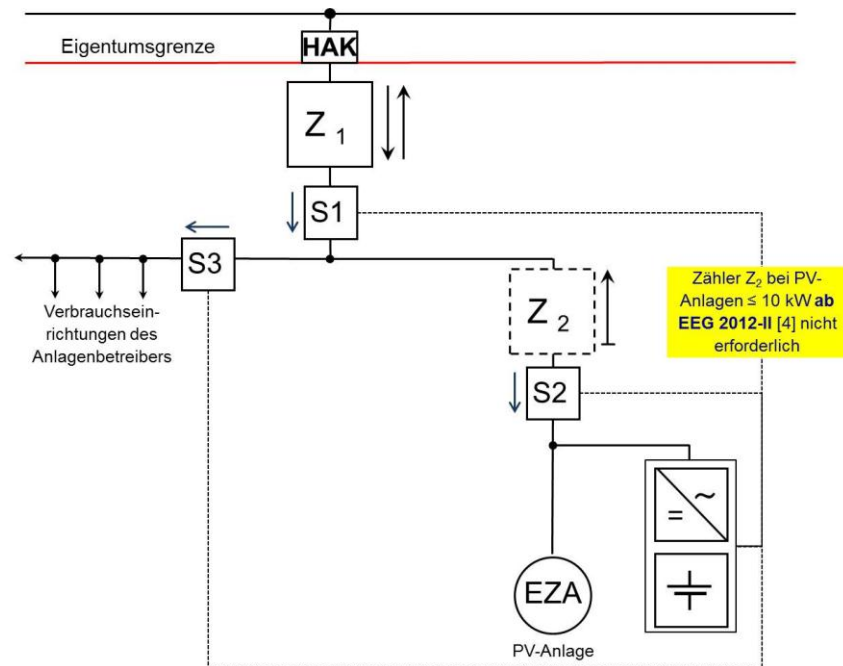 Eigentumsgrenze
HAK
Z 1
S1
S3
Verbrauchsein-
richtungen des
Anlagenbetreibers
Z 2
Zähler Z2 bei PV-
Anlagen ≤ 10 kW ab
EEG 2012-II [4] nicht
erforderlich
S2
= ~
EZA
PV-Anlage